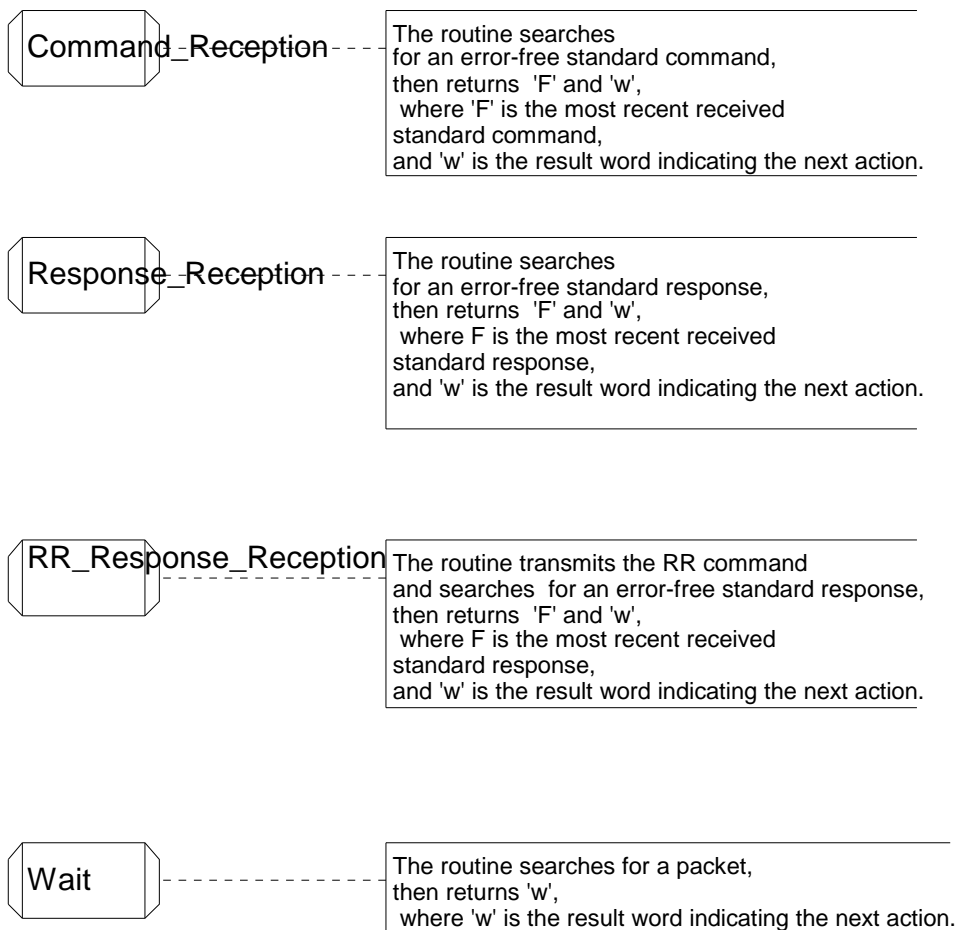 Command_Reception
The routine searches
for an error-free standard command,
then returns 'F' and 'w',
where 'F' is the most recent received
standard command,
and 'w' is the result word indicating the next action.
Response_Reception
The routine searches
for an error-free standard response,
then returns 'F' and 'w',
where F is the most recent received
standard response,
and 'w' is the result word indicating the next action.
RR_Response_Reception
The routine transmits the RR command
and searches for an error-free standard response,
then returns 'F' and 'w',
where F is the most recent received
standard response,
and 'w' is the result word indicating the next action.
Wait
The routine searches for a packet,
then returns 'w',
where 'w' is the result word indicating the next action.